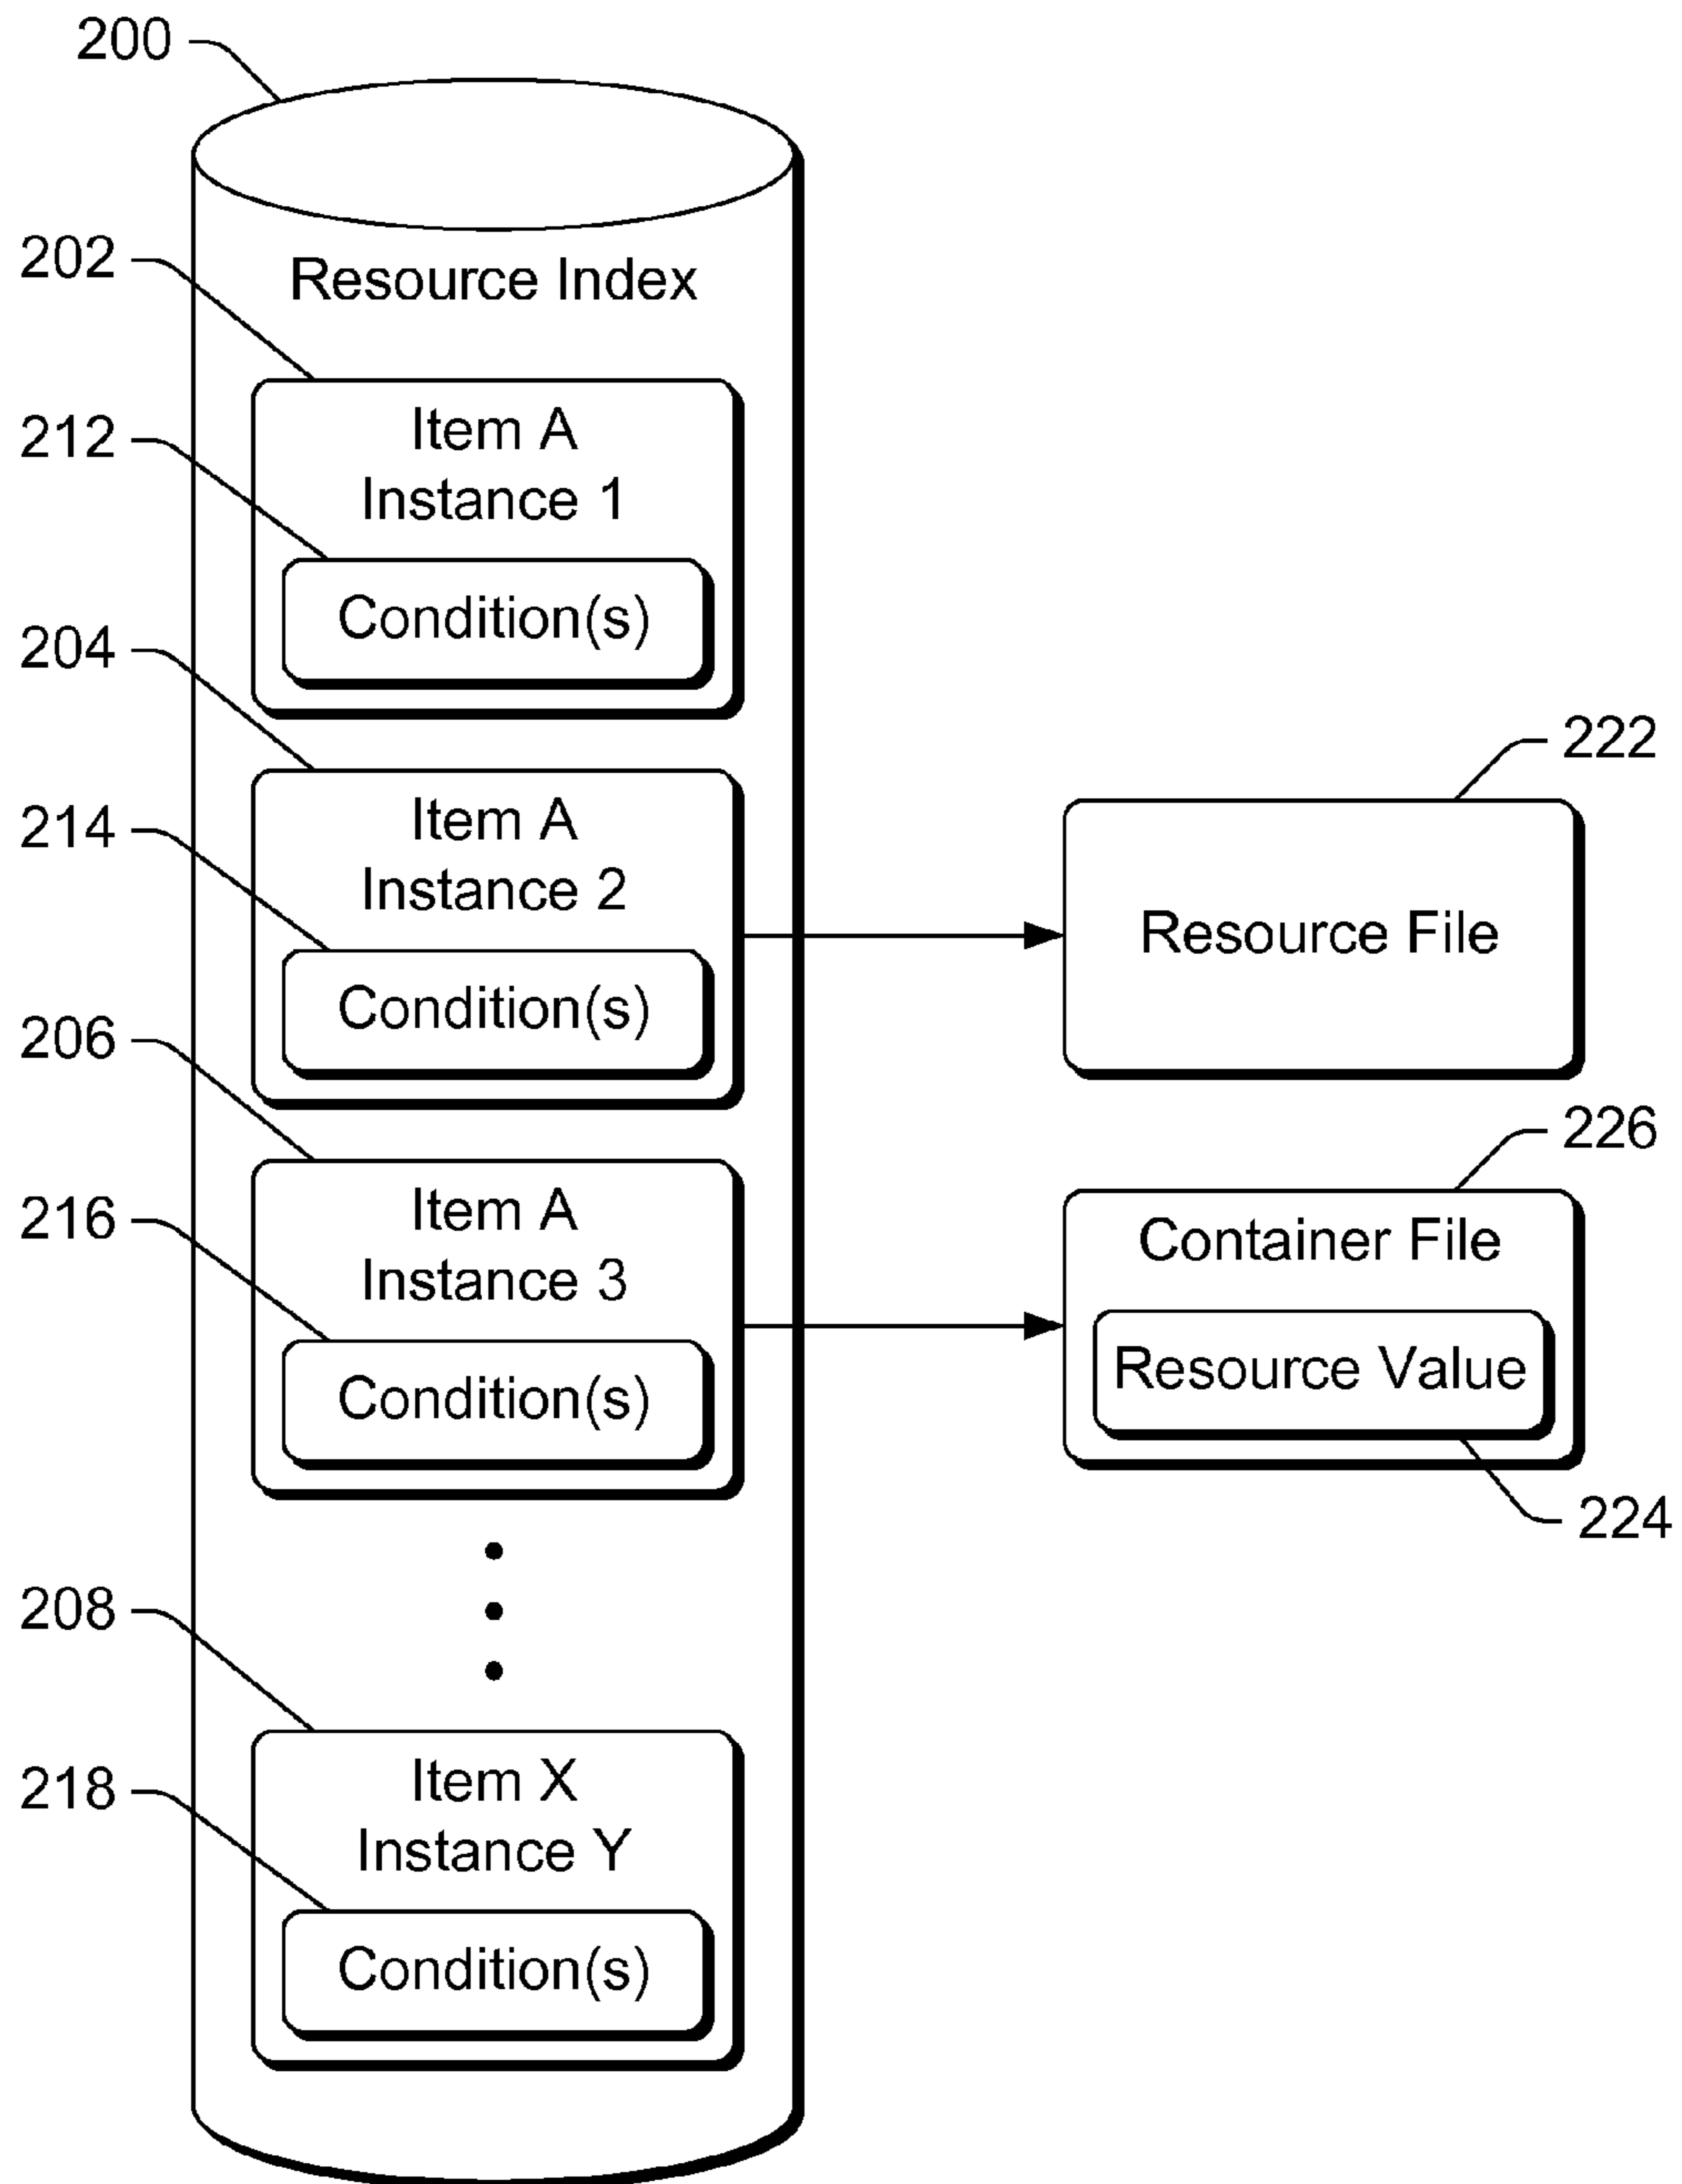 200
202
Resource Index
Item A
212
Instance 1
Condition(s)
204
222
Item A
214
Instance 2
Resource File
Condition(s)
206
226
Item A
216
Container File
Instance 3
Resource Value
Condition(s)
224
208
Item X
218
Instance Y
Condition(s)